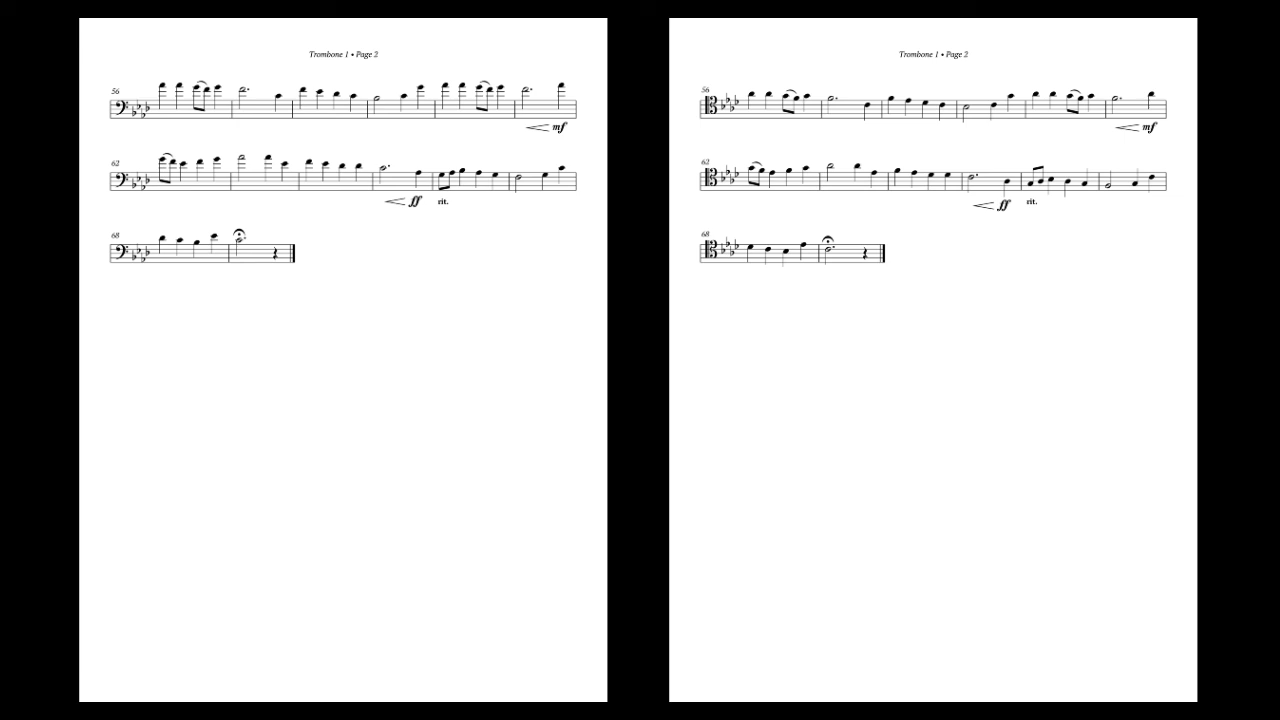 Trombone 1 • Page 2
56
mf
62
ff
rit.
68
Trombone 1 • Page 2
56
mf
62
ff
rit.
68